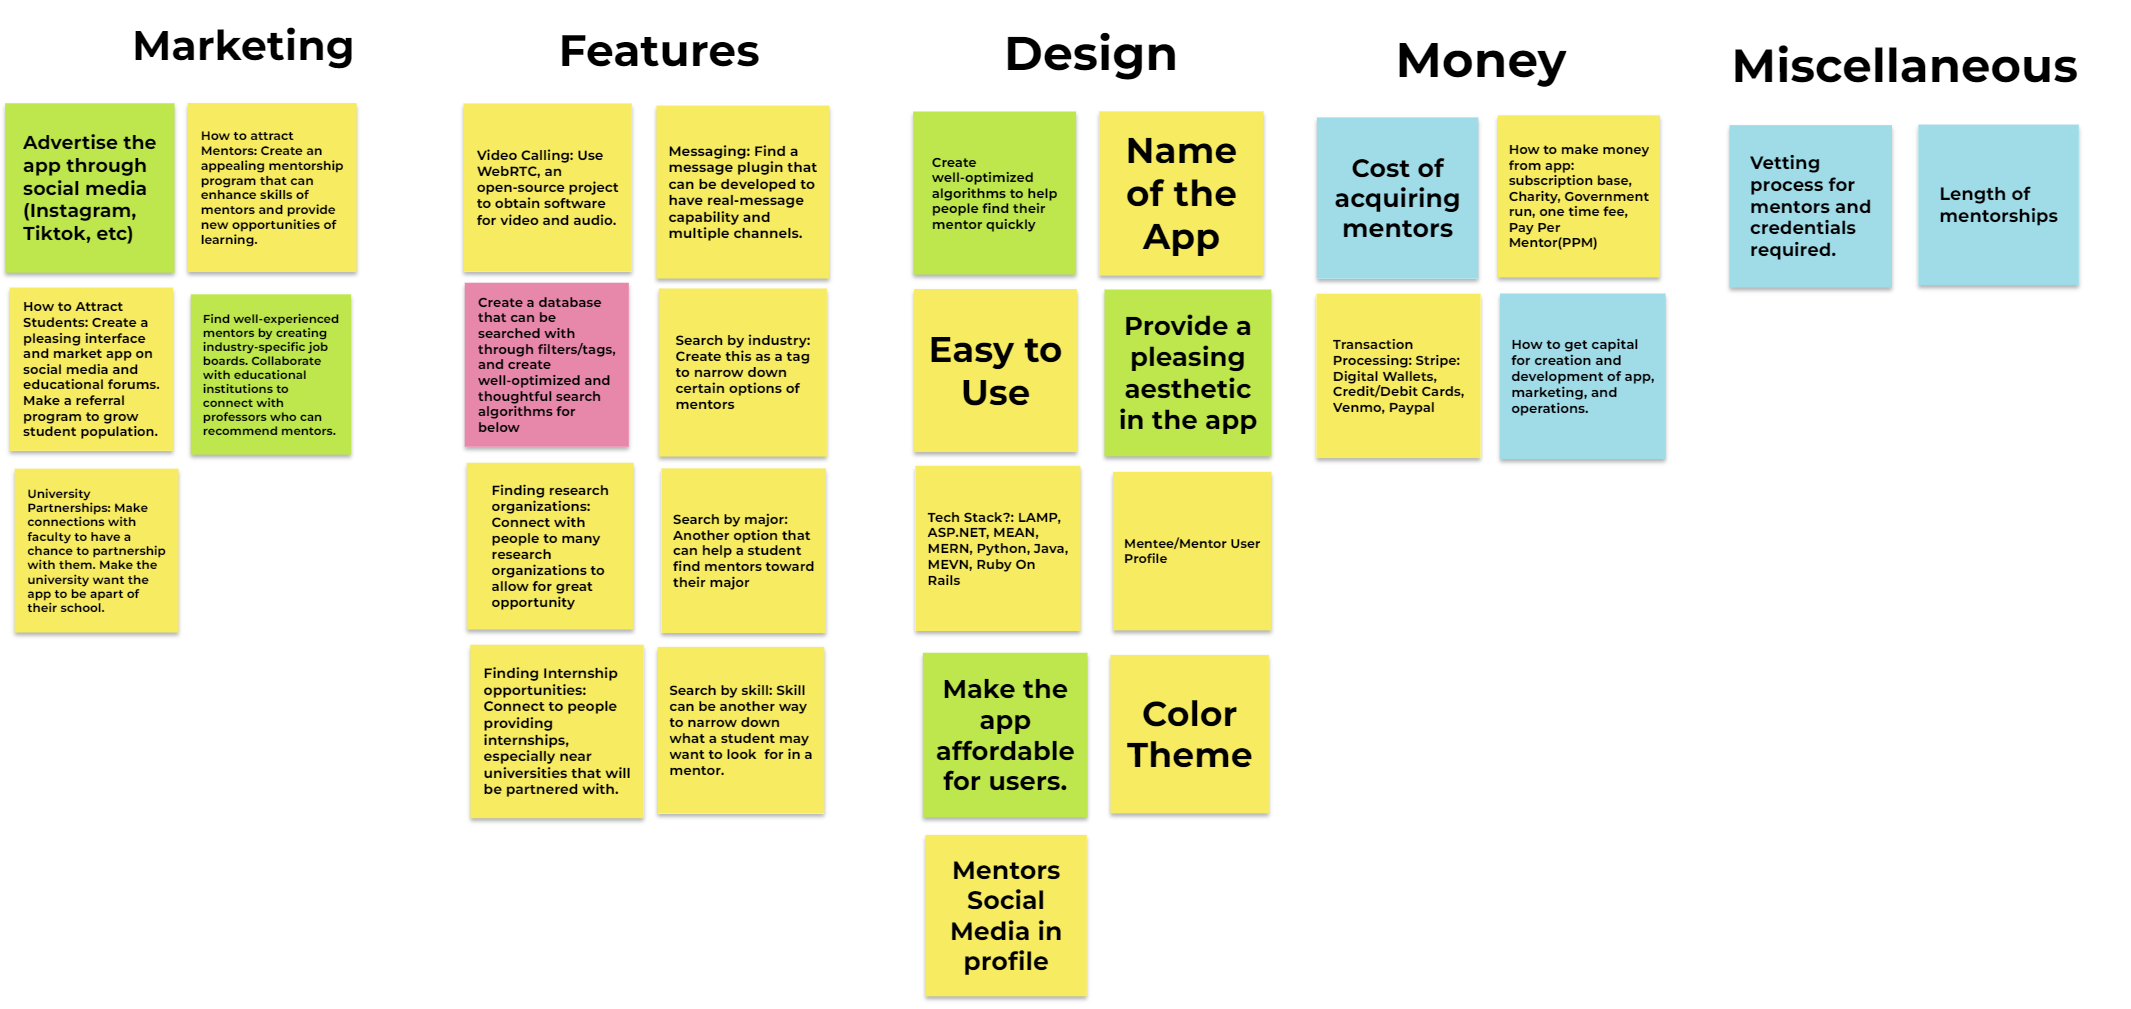 Marketing
Advertise the
app through
social media
(Instagram,
Tiktok, etc)
How to attract
Mentors: Create an
appealing mentorship
program that can
enhance skills of
mentors and provide
new opportunities of
learning.
How to Attract
Students: Create a
pleasing interface
and market app on
social media and
educational forums.
Make a referral
program to grow
student population.
Find well-experienced
mentors by creating
industry-specific job
boards. Collaborate
with educational
institutions to
connect with
professors who can
recommend mentors.
University
Partnerships: Make
connections with
faculty to have a
chance to partnership
with them. Make the
university want the
app to be apart of
their school.
Features
Video Calling: Use
WebRTC, an
open-source project
to obtain software
for video and audio.
Messaging: Find a
message plugin that
can be developed to
have real-message
capability and
multiple channels.
Create a database
that can be
searched with
through filters/tags,
and create
well-optimized and
thoughtful search
algorithms for
below
Search by industry:
Create this as a tag
to narrow down
certain options of
mentors
Finding research
organizations:
Connect with
people to many
research
organizations to
allow for great
opportunity
Search by major:
Another option that
can help a student
find mentors toward
their major
Finding Internship
opportunities:
Connect to people
providing
internships,
especially near
universities that will
be partnered with.
Search by skill: Skill
can be another way
to narrow down
what a student may
want to look  for in a
mentor.
Design
Create
well-optimized
algorithms to help
people find their
mentor quickly
Name
of the
App
Easy to
Use
Provide a
pleasing
aesthetic
in the app
Tech Stack?: LAMP,
ASP.NET, MEAN,
MERN, Python, Java,
MEVN, Ruby On
Rails
Mentee/Mentor User
Profile
Make the
app
affordable
for users.
Color
Theme
Mentors
Social
Media in
profile
Money
Cost of
acquiring
mentors
How to make money
from app:
subscription base,
Charity, Government
run, one time fee,
Pay Per
Mentor(PPM)
Transaction
Processing: Stripe:
Digital Wallets,
Credit/Debit Cards,
Venmo, Paypal
How to get capital
for creation and
development of app,
marketing, and
operations.
Miscellaneous
Vetting
process for
mentors and
credentials
required.
Length of
mentorships